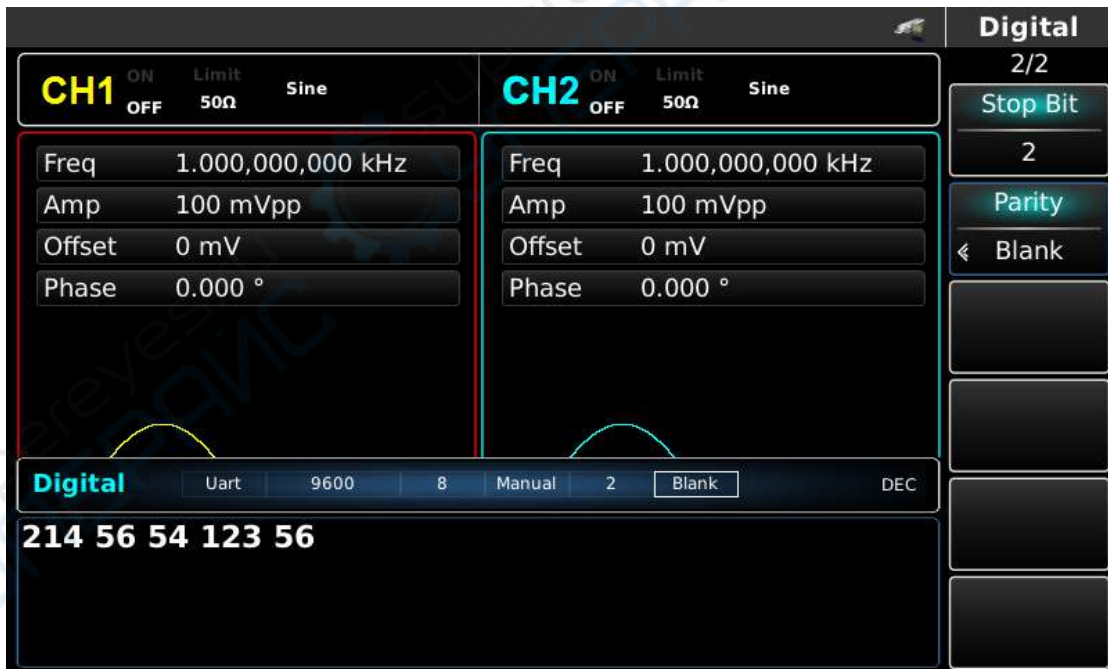 Digital
2/2
CH1 ON OFF Limit 50Ω Sine
CH2 ON OFF Limit 50Ω Sine
Stop Bit
2
Parity
Blank
Freq 1.000,000,000 kHz
Amp 100 mVpp
Offset 0 mV
Phase 0.000 °
Freq 1.000,000,000 kHz
Amp 100 mVpp
Offset 0 mV
Phase 0.000 °
Digital Uart 9600 8 Manual 2 Blank DEC
214 56 54 123 56